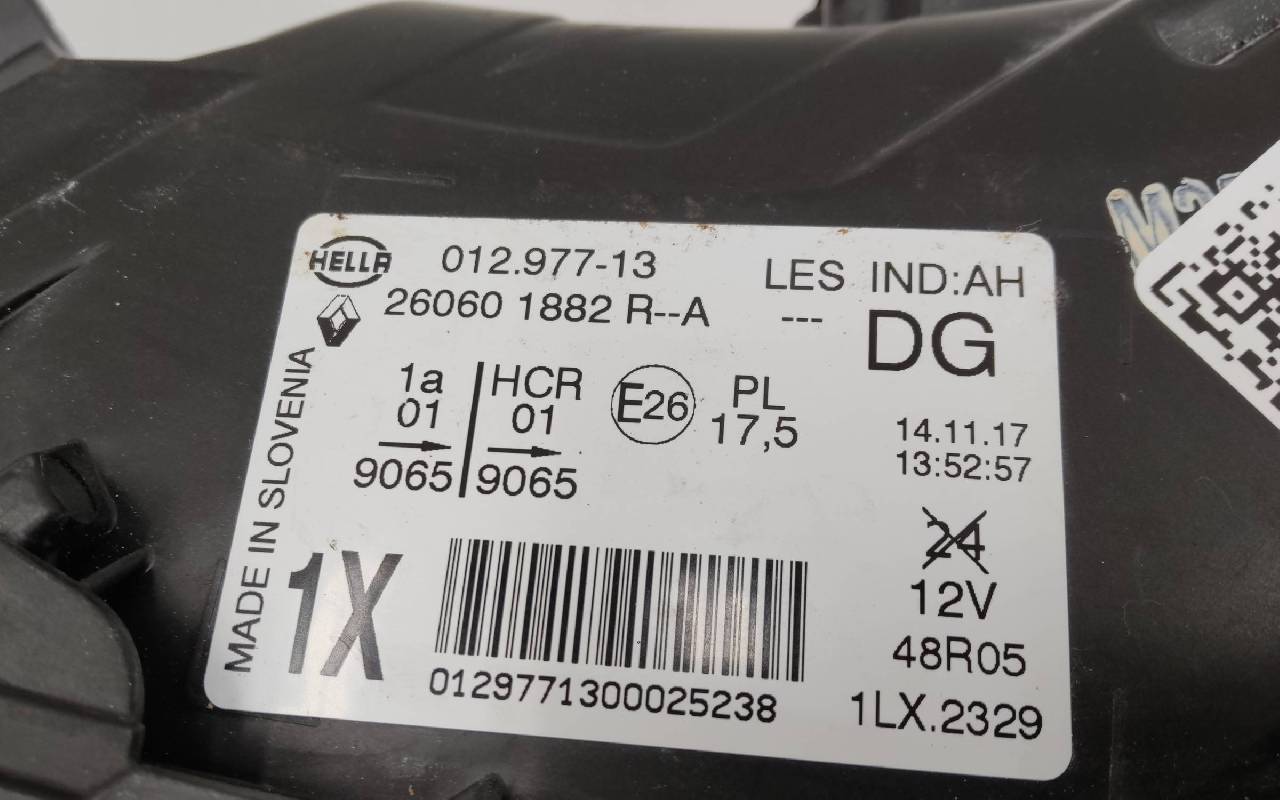 HELLA 012.977-13 LES IND:AH
26060 1882 R--A --- DG
1a HCR E26 PL
01 01 17,5
9065 9065
14.11.17
13:52:57
MADE IN SLOVENIA
1X
24
12V
48R05
0129771300025238
1LX.2329